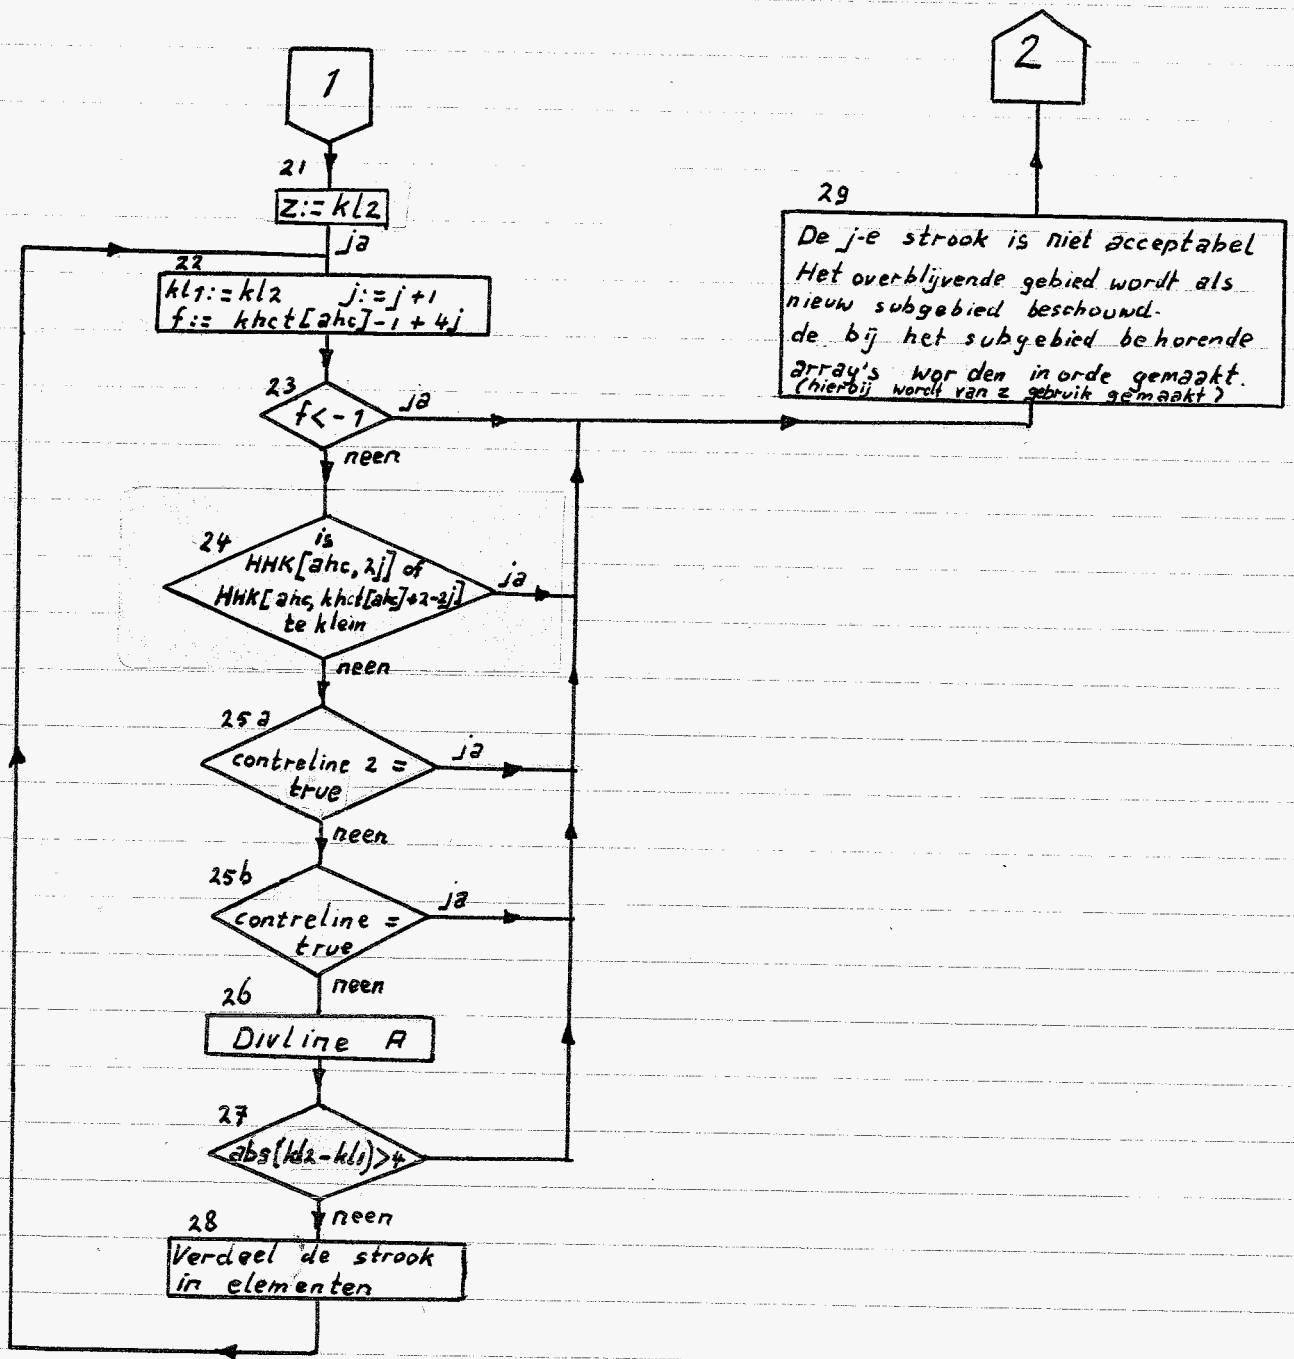 1
21
z:= kl2
ja
22
kl1:= kl2 j:= j+1
f:= khct[ahc]-1 + 4j
23
f < -1
ja
neen
24
is
HHK[ahc, 2j] of
HHK[ahc, khct[ahc]+2-2j]
te klein
ja
neen
25a
contreline 2 =
true
ja
neen
25b
contreline =
true
ja
neen
26
Divline A
27
abs(kl2-kl1)>4
neen
28
Verdeel de strook
in elementen
2
29
De j-e strook is niet acceptabel
Het overblijvende gebied wordt als
nieuw subgebied beschouwd.
de bij het subgebied behorende
array's worden in orde gemaakt.
(hierbij wordt van z gebruik gemaakt)